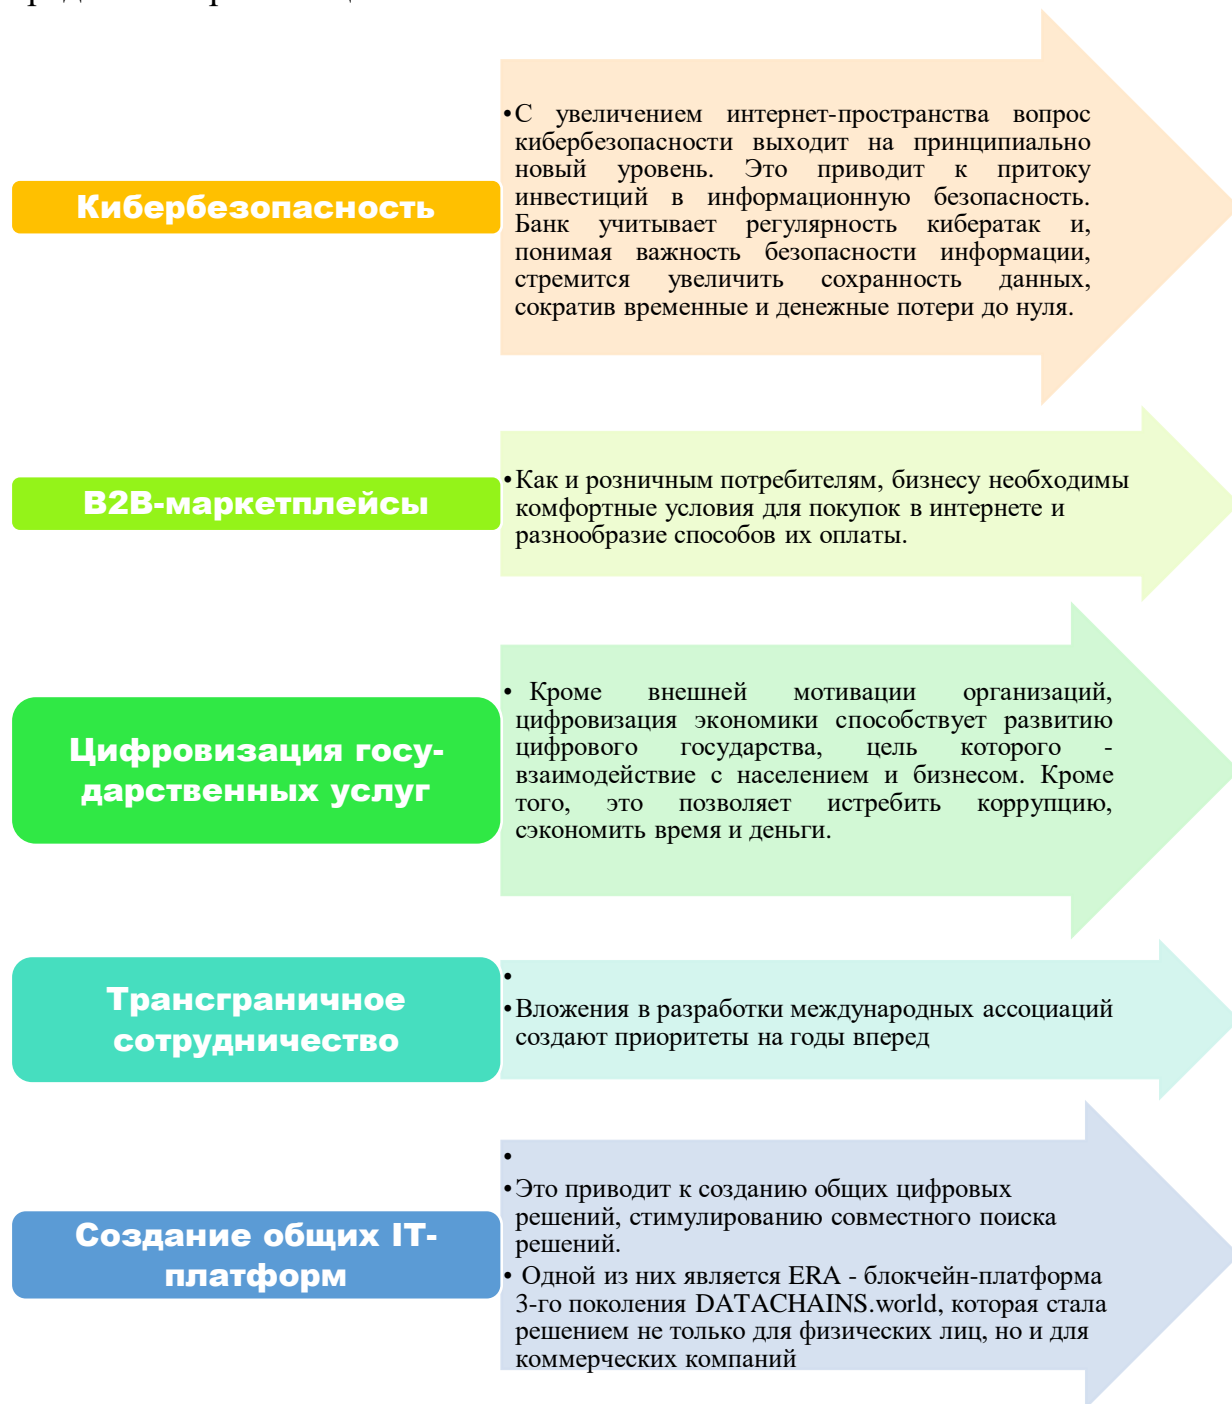 Кибербезопасность
•С увеличением интернет-пространства вопрос
кибербезопасности выходит на принципиально
новый уровень. Это приводит к притоку
инвестиций в информационную безопасность.
Банк учитывает регулярность кибератак и,
понимая важность безопасности информации,
стремится увеличить сохранность данных,
сократив временные и денежные потери до нуля.
B2B-маркетплейсы
•Как и розничным потребителям, бизнесу необходимы
комфортные условия для покупок в интернете и
разнообразие способов их оплаты.
Цифровизация госу-
дарственных услуг
• Кроме внешней мотивации организаций,
цифровизация экономики способствует развитию
цифрового государства, цель которого -
взаимодействие с населением и бизнесом. Кроме
того, это позволяет истребить коррупцию,
сэкономить время и деньги.
Трансграничное
сотрудничество
•
•Вложения в разработки международных ассоциаций
создают приоритеты на годы вперед
Создание общих IT-
платформ
•
•Это приводит к созданию общих цифровых
решений, стимулированию совместного поиска
решений.
• Одной из них является ERA - блокчейн-платформа
3-го поколения DATACHAINS.world, которая стала
решением не только для физических лиц, но и для
коммерческих компаний